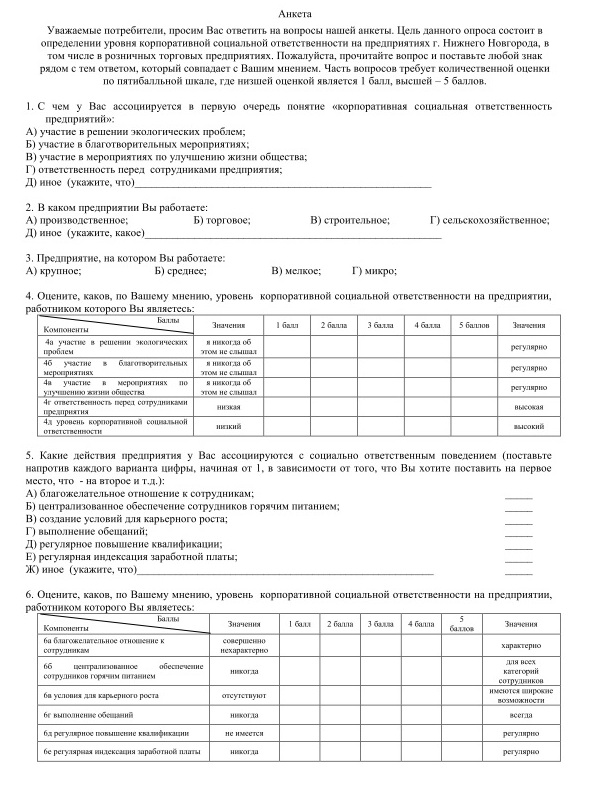 Анкета
Уважаемые потребители, просим Вас ответить на вопросы нашей анкеты. Цель данного опроса состоит в
определении уровня корпоративной социальной ответственности на предприятиях г. Нижнего Новгорода, в
том числе в розничных торговых предприятиях. Пожалуйста, прочитайте вопрос и поставьте любой знак
рядом с тем ответом, который совпадает с Вашим мнением. Часть вопросов требует количественной оценки
по пятибалльной шкале, где низшей оценкой является 1 балл, высшей – 5 баллов.
1. С чем у Вас ассоциируется в первую очередь понятие «корпоративная социальная ответственность
предприятий»:
А) участие в решении экологических проблем;
Б) участие в благотворительных мероприятиях;
В) участие в мероприятиях по улучшению жизни общества;
Г) ответственность перед сотрудниками предприятия;
Д) иное (укажите, что)______________________________
2. В каком предприятии Вы работаете:
А) производственное; Б) торговое; В) строительное; Г) сельскохозяйственное;
Д) иное (укажите, какое)______________________________
3. Предприятие, на котором Вы работаете:
А) крупное; Б) среднее; В) мелкое; Г) микро;
4. Оцените, каков, по Вашему мнению, уровень корпоративной социальной ответственности на предприятии,
работником которого Вы являетесь:
Баллы
Компоненты Значения 1 балл 2 балла 3 балла 4 балла 5 баллов Значения
4а участие в решении экологических я никогда об
проблем этом не слышал регулярно
4б участие в благотворительных я никогда об
мероприятиях этом не слышал регулярно
4в участие в мероприятиях по я никогда об
улучшению жизни общества этом не слышал регулярно
4г ответственность перед сотрудниками
предприятия низкая высокая
4д уровень корпоративной социальной
ответственности низкий высокий
5. Какие действия предприятия у Вас ассоциируются с социально ответственным поведением (поставьте
напротив каждого варианта цифры, начиная от 1, в зависимости от того, что Вы хотите поставить на первое
место, что - на второе и т.д.):
А) благожелательное отношение к сотрудникам; _____
Б) централизованное обеспечение сотрудников горячим питанием; _____
В) создание условий для карьерного роста; _____
Г) выполнение обещаний; _____
Д) регулярное повышение квалификации; _____
Е) регулярная индексация заработной платы; _____
Ж) иное (укажите, что)______________________________ _____
6. Оцените, каков, по Вашему мнению, уровень корпоративной социальной ответственности на предприятии,
работником которого Вы являетесь:
Баллы
Компоненты Значения 1 балл 2 балла 3 балла 4 балла 5 баллов Значения
6а благожелательное отношение к совершенно
сотрудникам нехарактерно характерно
6б централизованное обеспечение
сотрудников горячим питанием никогда для всех категорий сотрудников
6в условия для карьерного роста отсутствуют имеются широкие возможности
6г выполнение обещаний никогда всегда
6д регулярное повышение квалификации не имеется регулярно
6е регулярная индексация заработной платы никогда регулярно